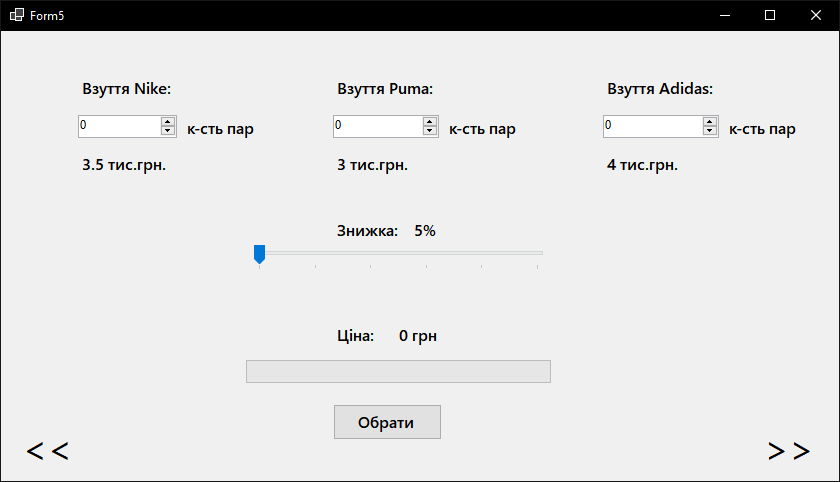 Form5
Взуття Nike: Взуття Puma: Взуття Adidas:
0 к-сть пар 0 к-сть пар 0 к-сть пар
3.5 тис.грн. 3 тис.грн. 4 тис.грн.
Знижка: 5%
Ціна: 0 грн
Обрати
< < > >